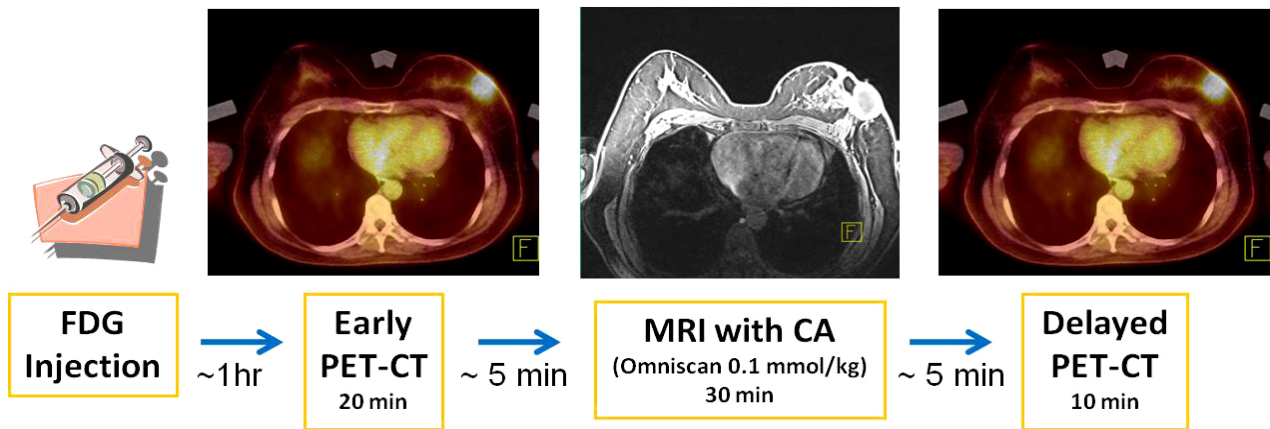 F
F
F
FDG
Injection
~1hr
Early
PET-CT
20 min
~ 5 min
MRI with CA
(Omniscan 0.1 mmol/kg)
30 min
~ 5 min
Delayed
PET-CT
10 min